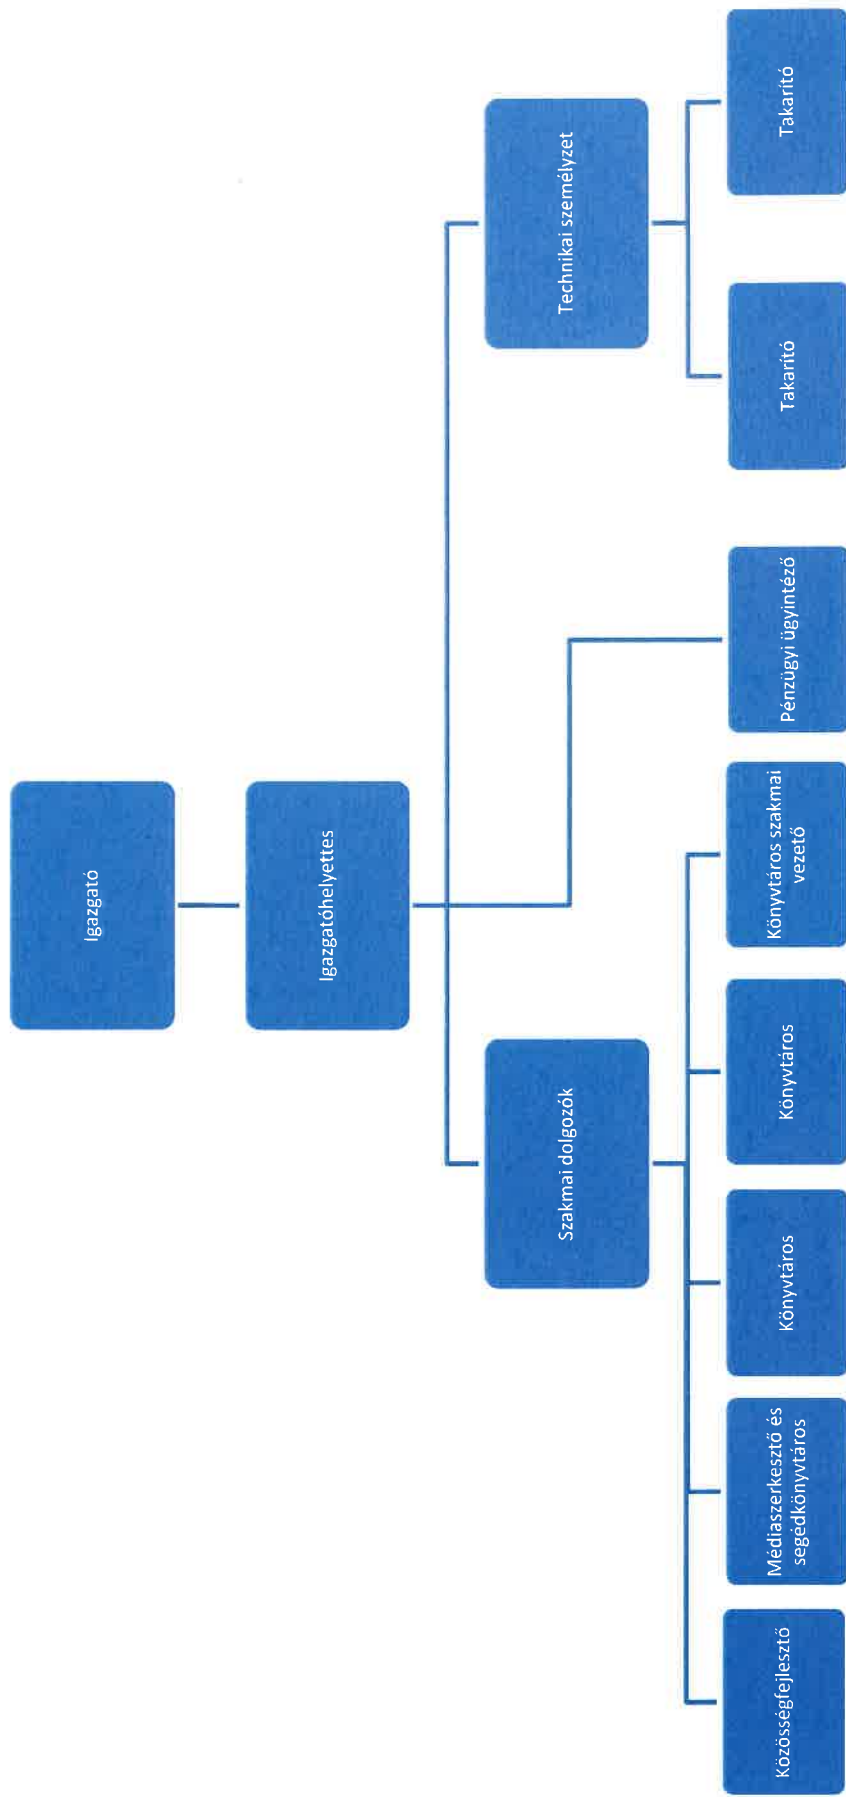 Igazgató
Igazgatóhelyettes
Szakmai dolgozók
Technikai személyzet
Közösségfejlesztő
Médiaszerkesztő és
segédkönyvtáros
Könyvtáros
Könyvtáros
Könyvtáros szakmai
vezető
Pénzügyi ügyintéző
Takarító
Takarító